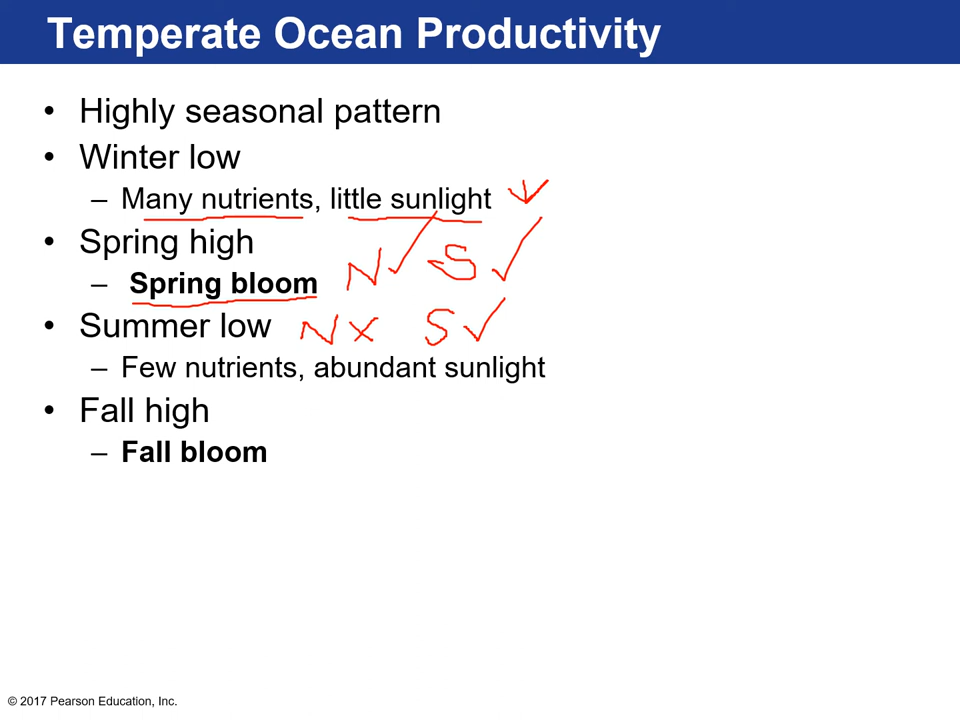 Temperate Ocean Productivity
• Highly seasonal pattern
• Winter low
– Many nutrients, little sunlight ↓
• Spring high N✓ S✓
– Spring bloom
• Summer low N X S✓
– Few nutrients, abundant sunlight
• Fall high
– Fall bloom
© 2017 Pearson Education, Inc.